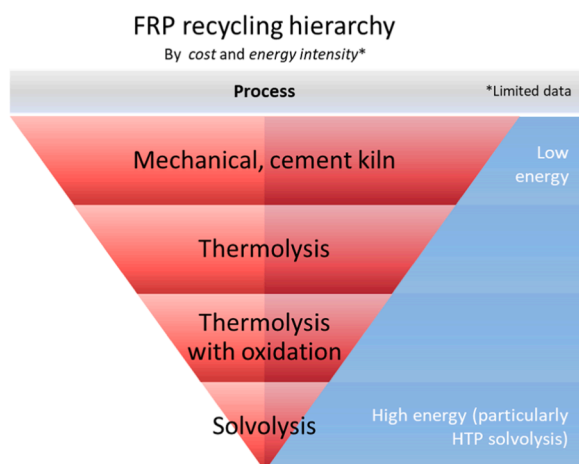 FRP recycling hierarchy
By cost and energy intensity*
Process
*Limited data
Mechanical, cement kiln
Low
energy
Thermolysis
Thermolysis
with oxidation
Solvolysis
High energy (particularly
HTP solvolysis)